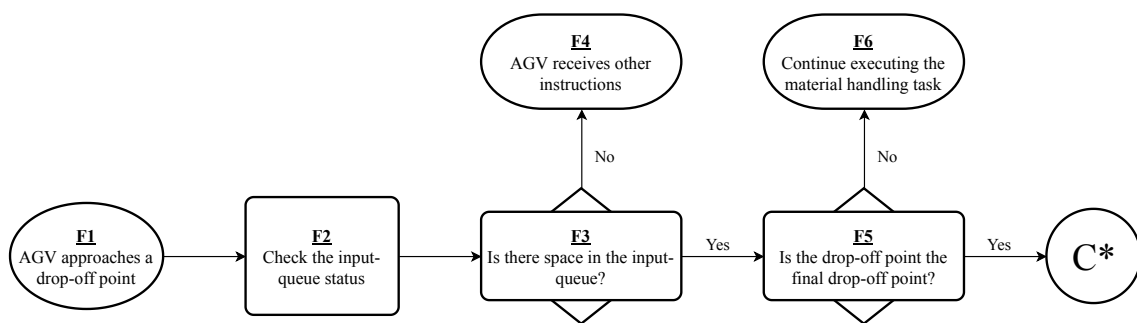 F4
AGV receives other
instructions
F6
Continue executing the
material handling task
No
No
F1
AGV approaches a
drop-off point
F2
Check the input-
queue status
F3
Is there space in the input-
queue?
Yes
F5
Is the drop-off point the
final drop-off point?
Yes
C*